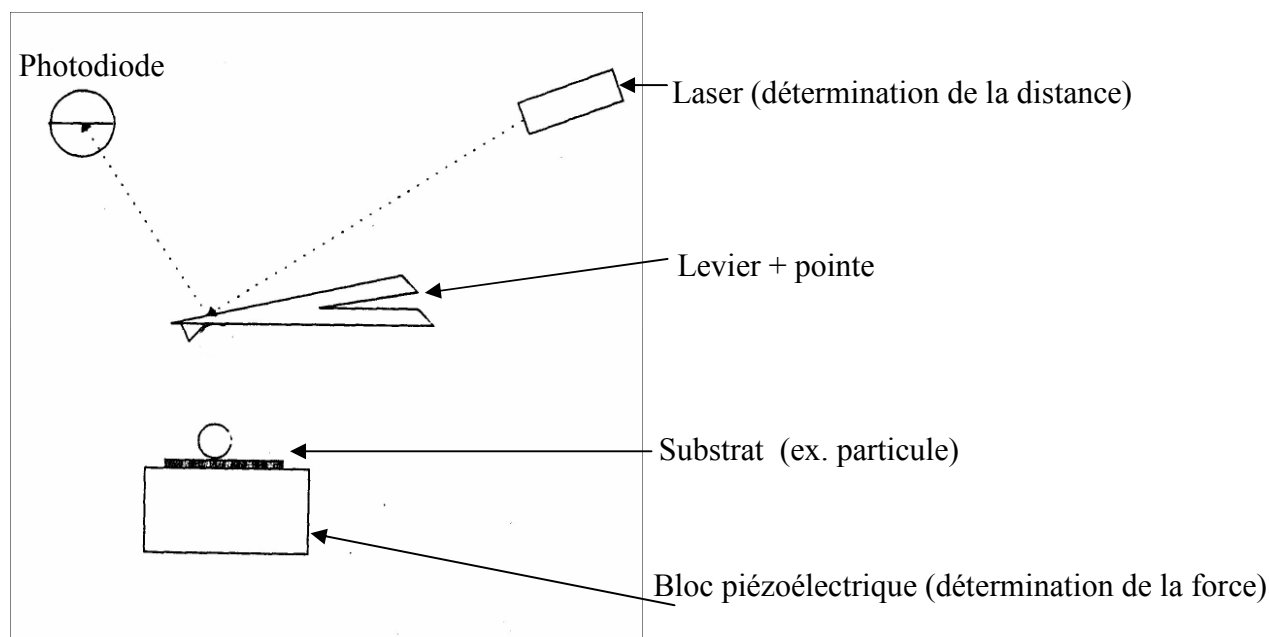 Photodiode
Laser (détermination de la distance)
Levier + pointe
Substrat (ex. particule)
Bloc piézoélectrique (détermination de la force)